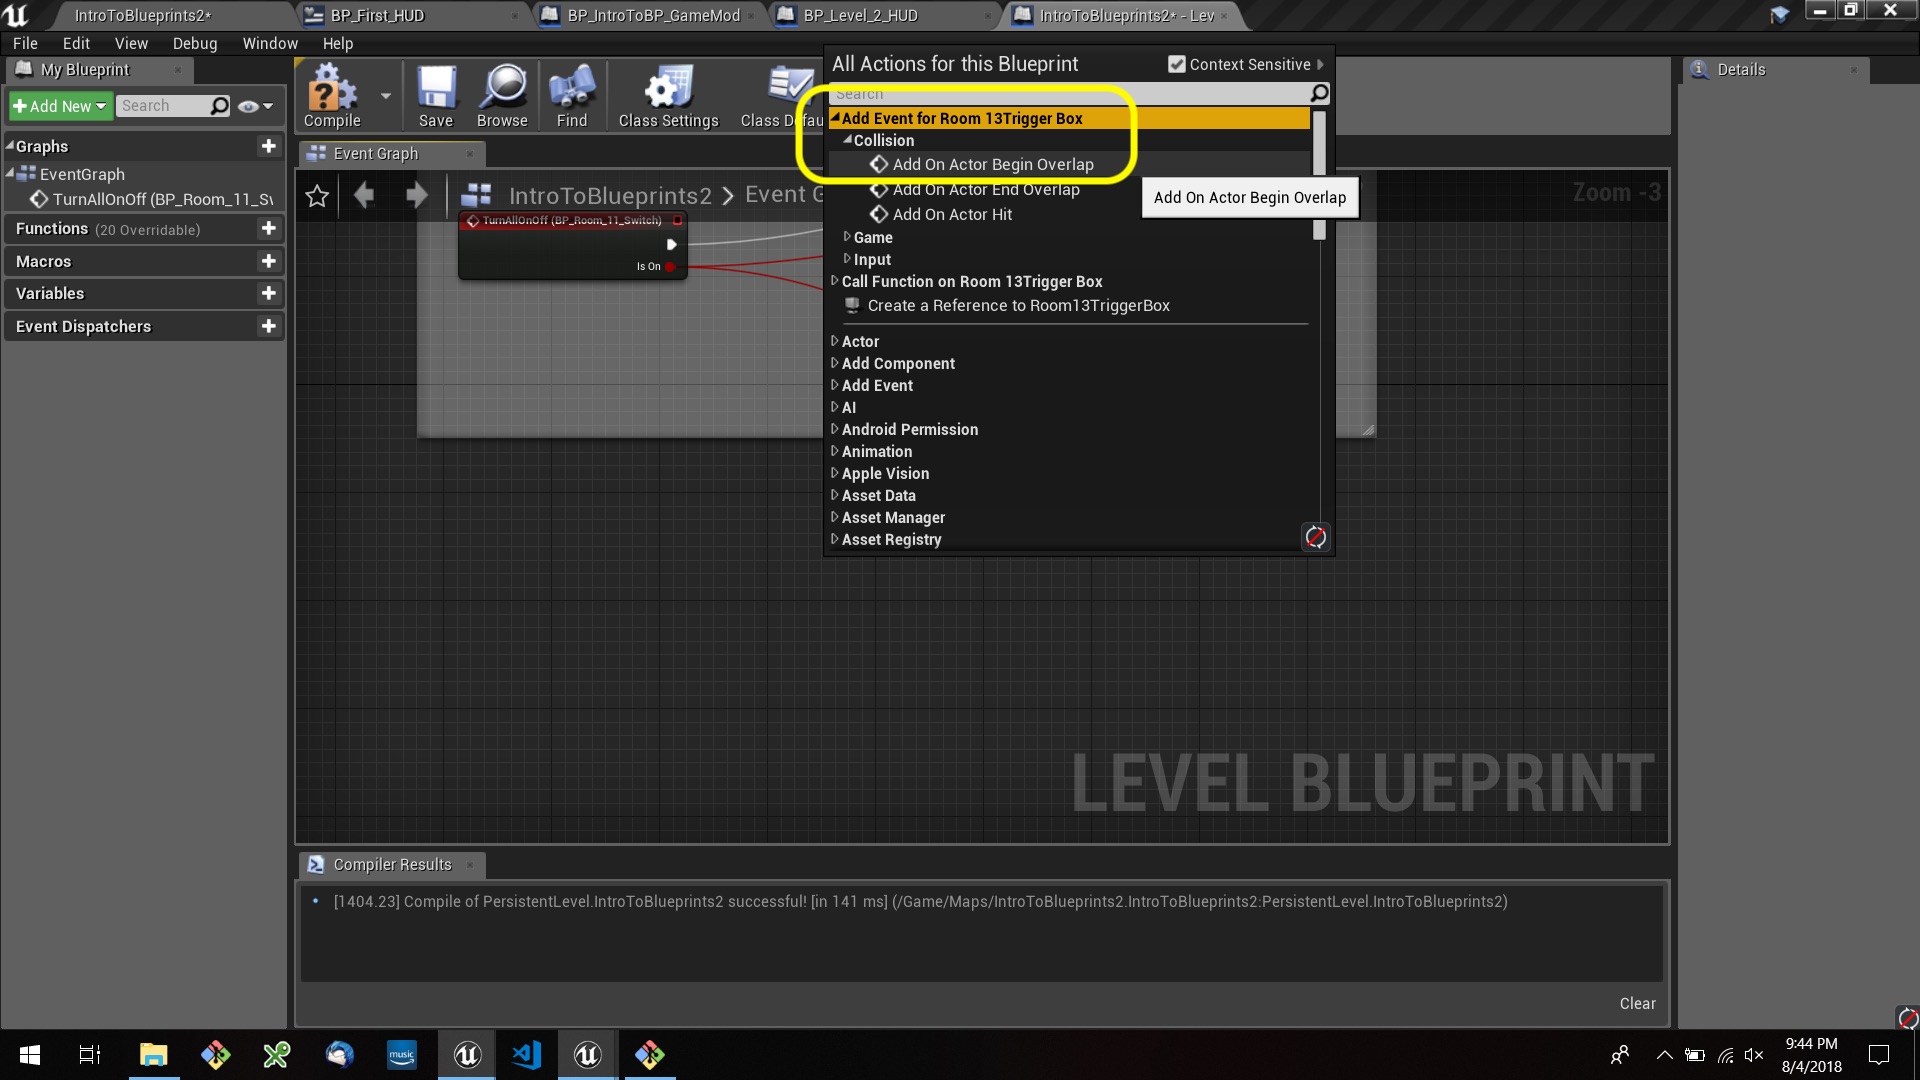 IntroToBlueprints2*
BP_First_HUD
BP_IntroToBP_GameMod
BP_Level_2_HUD
IntroToBlueprints2* - Lev
File Edit View Debug Window Help
My Blueprint
Add New
Search
Graphs
EventGraph
TurnAllOnOff (BP_Room_11_Sv
Functions (20 Overridable)
Macros
Variables
Event Dispatchers
Compile
Save
Browse
Find
Class Settings
Class Defau
Event Graph
IntroToBlueprints2 > Event G
Zoom -3
TurnAllOnOff (BP_Room_11_Switch)
Is On
All Actions for this Blueprint
Context Sensitive
Search
Add Event for Room 13Trigger Box
Collision
Add On Actor Begin Overlap
Add On Actor End Overlap
Add On Actor Hit
Add On Actor Begin Overlap
Game
Input
Call Function on Room 13Trigger Box
Create a Reference to Room13TriggerBox
Actor
Add Component
Add Event
AI
Android Permission
Animation
Apple Vision
Asset Data
Asset Manager
Asset Registry
LEVEL BLUEPRINT
Details
Compiler Results
[1404.23] Compile of PersistentLevel.IntroToBlueprints2 successful! [in 141 ms] (/Game/Maps/IntroToBlueprints2.IntroToBlueprints2:PersistentLevel.IntroToBlueprints2)
Clear
music
9:44 PM
8/4/2018